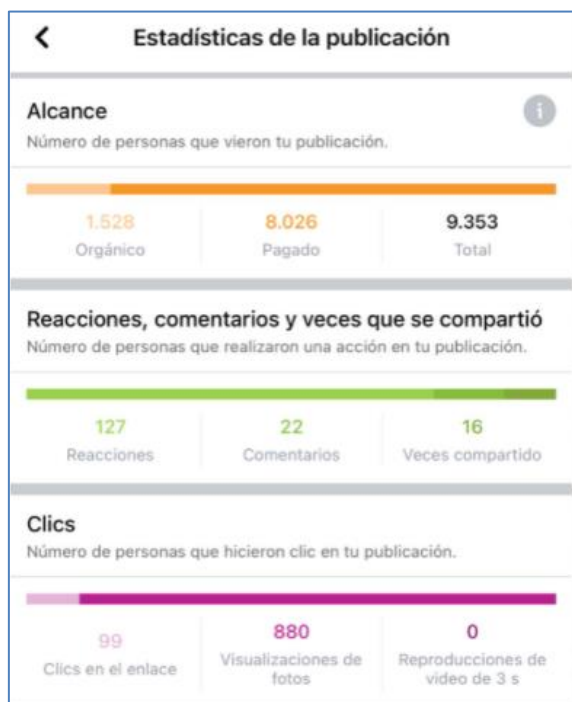 Estadísticas de la publicación
Alcance
Número de personas que vieron tu publicación.
1.528 8.026 9.353
Orgánico Pagado Total
Reacciones, comentarios y veces que se compartió
Número de personas que realizaron una acción en tu publicación.
127 22 16
Reacciones Comentarios Veces compartido
Clics
Número de personas que hicieron clic en tu publicación.
99 880 0
Clics en el enlace Visualizaciones de fotos Reproducciones de video de 3 s